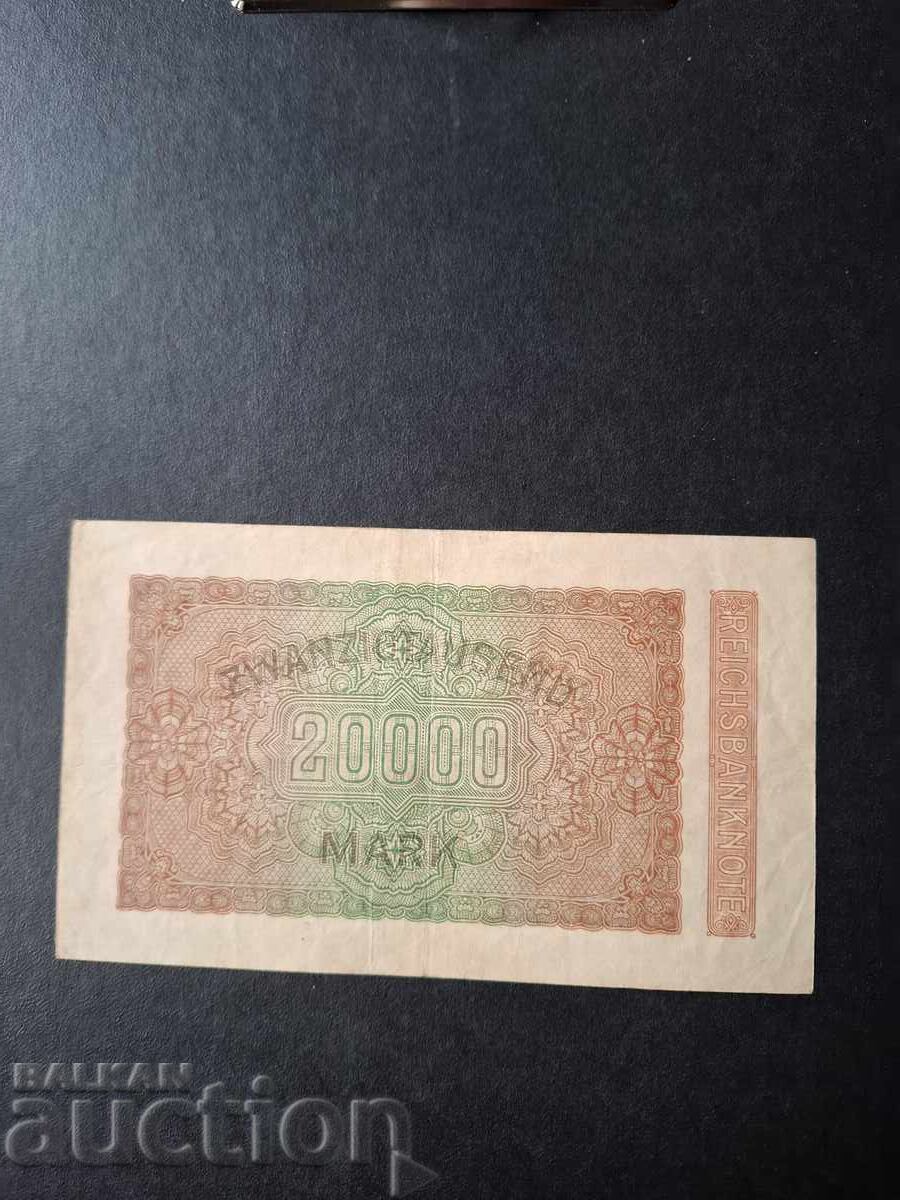 ZWANZIGTAUSEND
20000
MARK
REICHSBANKNOTE
BALKAN
auction